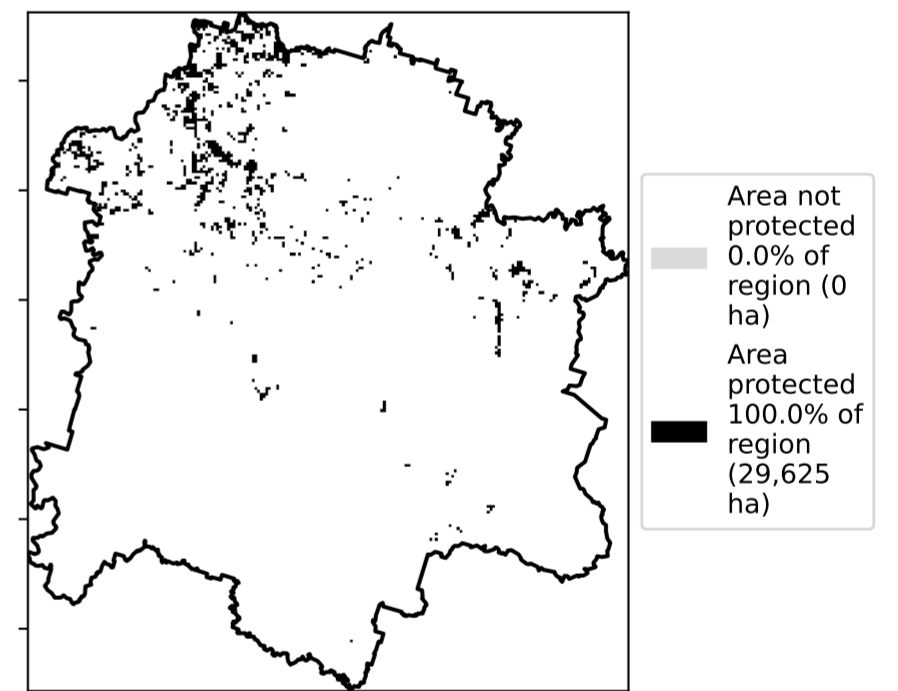 Area not
protected
0.0% of
region (0
ha)
Area
protected
100.0% of
region
(29,625
ha)